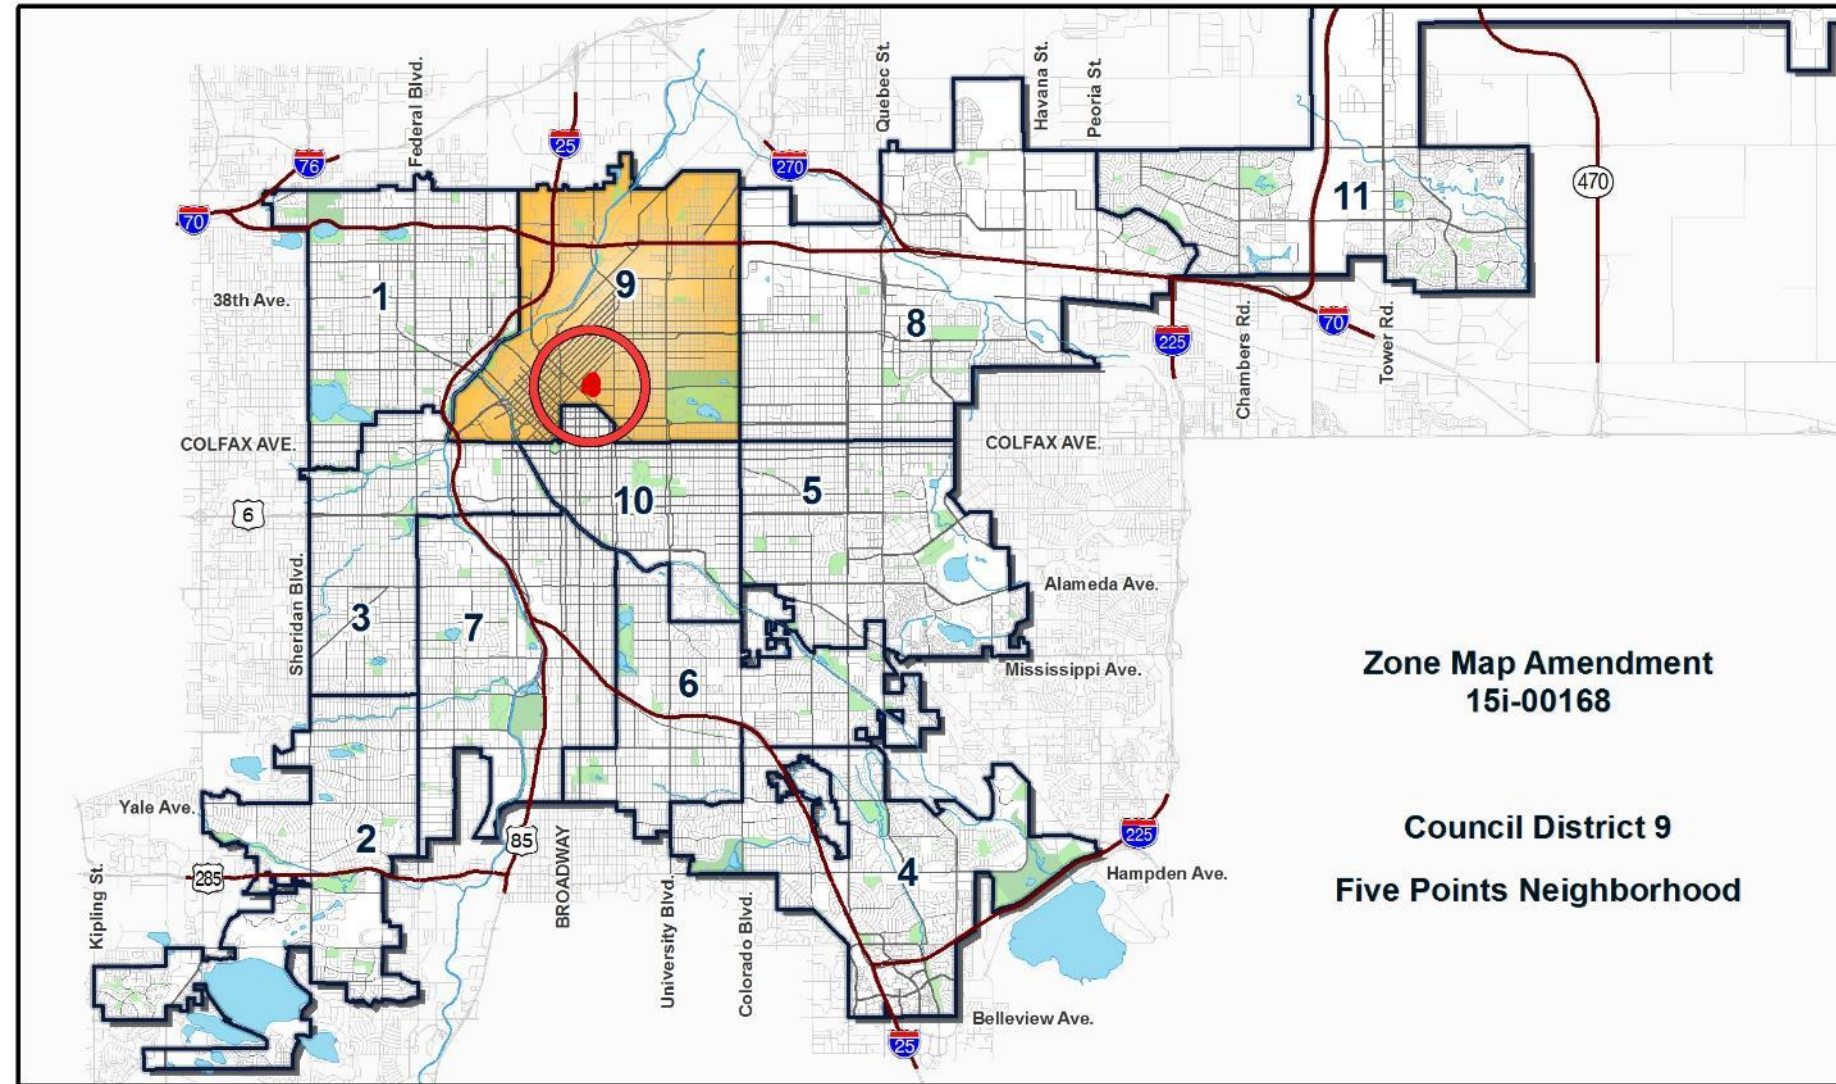 Federal Blvd.
Quebec St.
Havana St.
Peoria St.
25
76
270
70
470
11
9
1
38th Ave.
8
225
70
Chambers Rd.
Tower Rd.
COLFAX AVE.
COLFAX AVE.
6
10
5
Sheridan Blvd.
3
7
Alameda Ave.
6
Mississippi Ave.
Zone Map Amendment
15i-00168
Yale Ave.
2
85
BROADWAY
225
Council District 9
285
4
Hampden Ave.
Five Points Neighborhood
Kipling St.
University Blvd.
Colorado Blvd.
Belleview Ave.
25